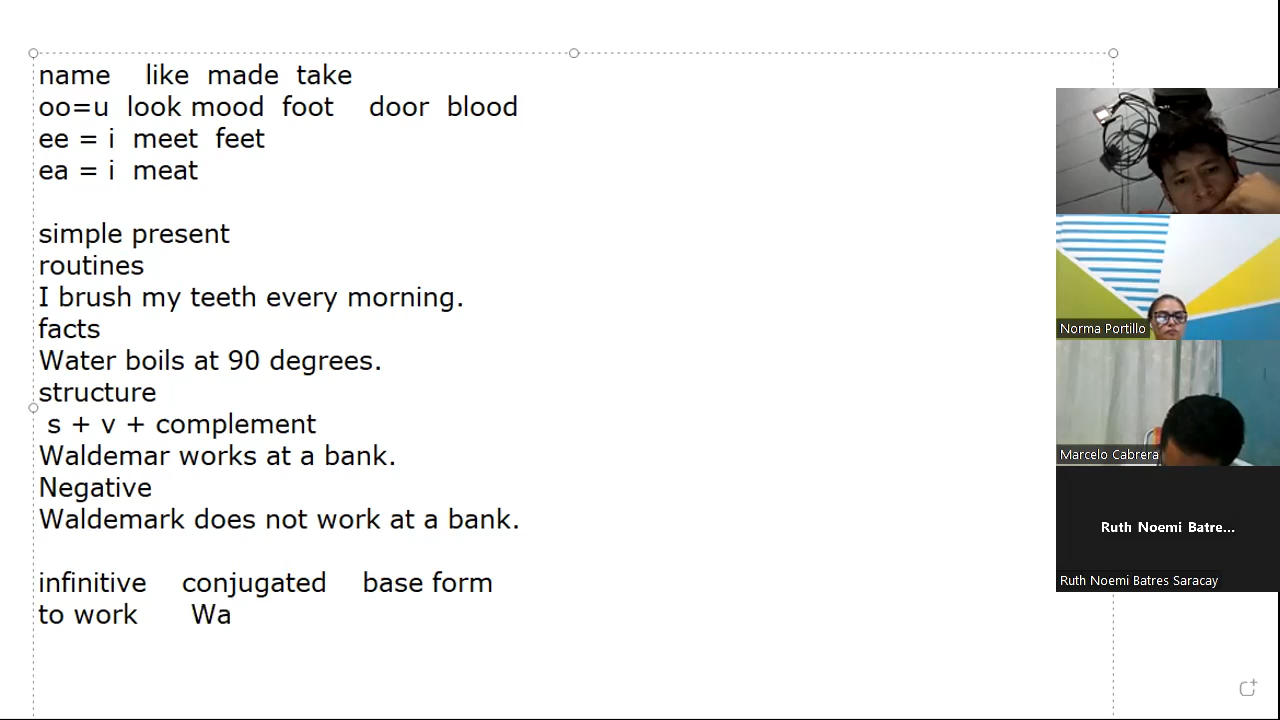 name like made take
oo=u look mood foot door blood
ee = i meet feet
ea = i meat
simple present
routines
I brush my teeth every morning.
facts
Water boils at 90 degrees.
structure
s + v + complement
Waldemar works at a bank.
Negative
Waldemark does not work at a bank.
infinitive conjugated base form
to work Wa
Norma Portillo
Marcelo Cabrera
Ruth Noemi Batre...
Ruth Noemi Batres Saracay